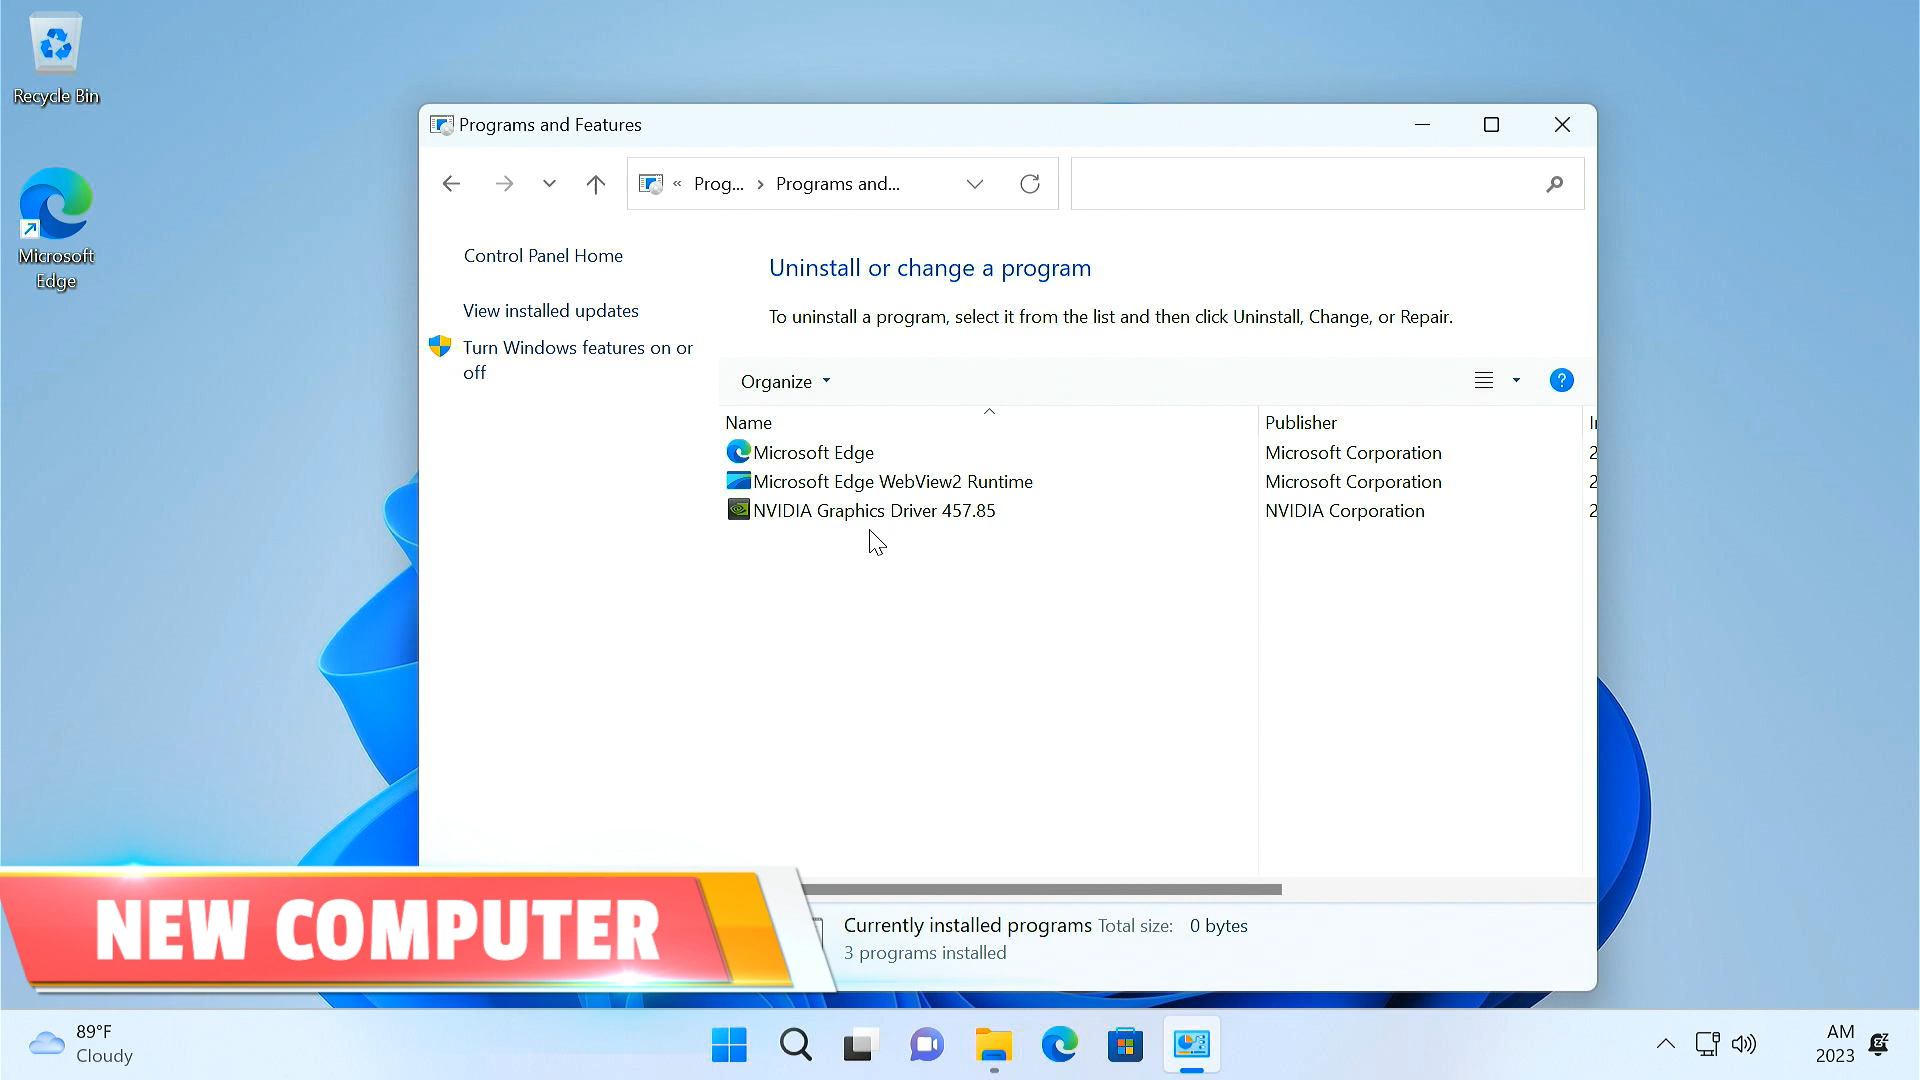 Recycle Bin
Microsoft
Edge
Programs and Features
« Prog... > Programs and...
Control Panel Home
View installed updates
Turn Windows features on or
off
Uninstall or change a program
To uninstall a program, select it from the list and then click Uninstall, Change, or Repair.
Organize
?
Name Publisher
Microsoft Edge Microsoft Corporation
Microsoft Edge WebView2 Runtime Microsoft Corporation
NVIDIA Graphics Driver 457.85 NVIDIA Corporation
Currently installed programs Total size: 0 bytes
3 programs installed
NEW COMPUTER
89°F
Cloudy
AM
2023